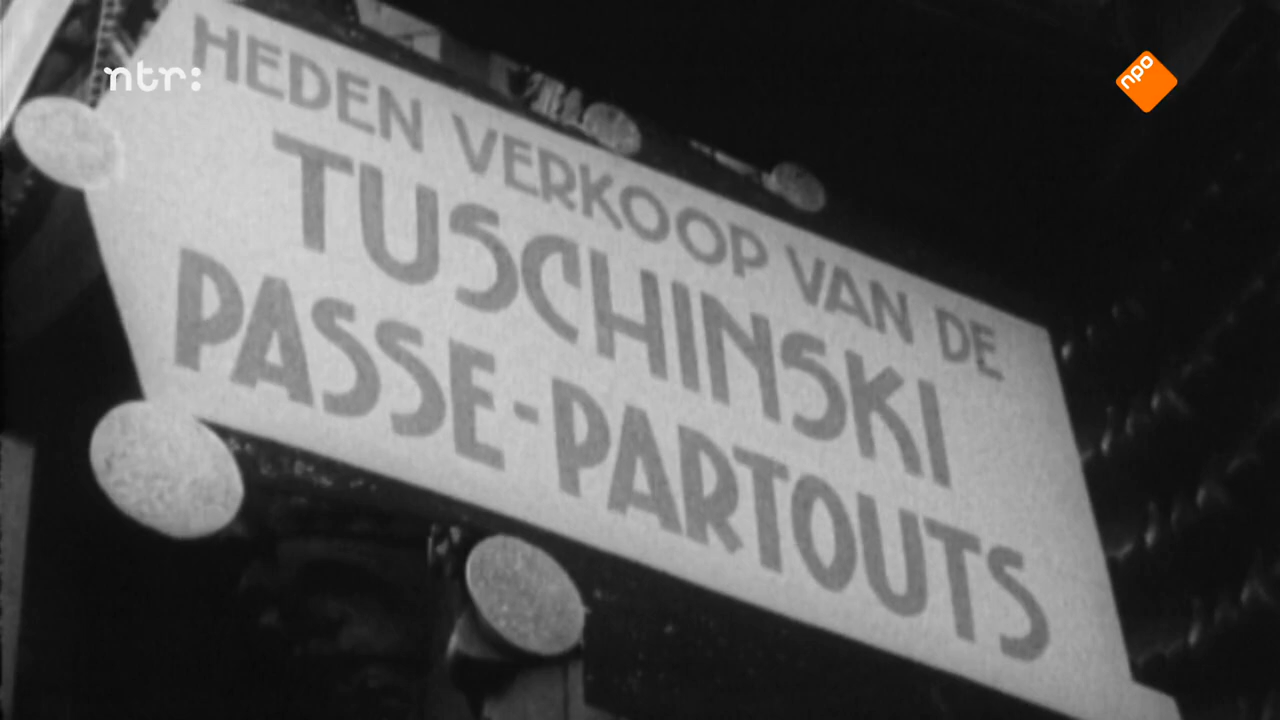 ntr:
npo
HEDEN VERKOOP VAN DE
TUSCHINSKI
PASSE-PARTOUTS